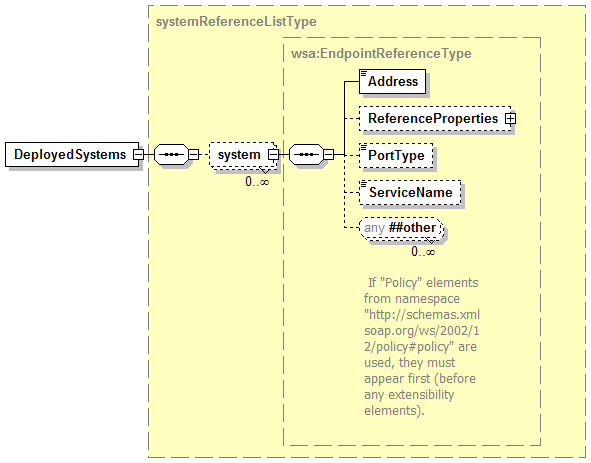 systemReferenceListType
wsa:EndpointReferenceType
Address
ReferenceProperties
DeployedSystems
system
0..∞
PortType
ServiceName
any ##other
0..∞
If "Policy" elements
from namespace
"http://schemas.xml
soap.org/ws/2002/1
2/policy#policy" are
used, they must
appear first (before
any extensibility
elements).